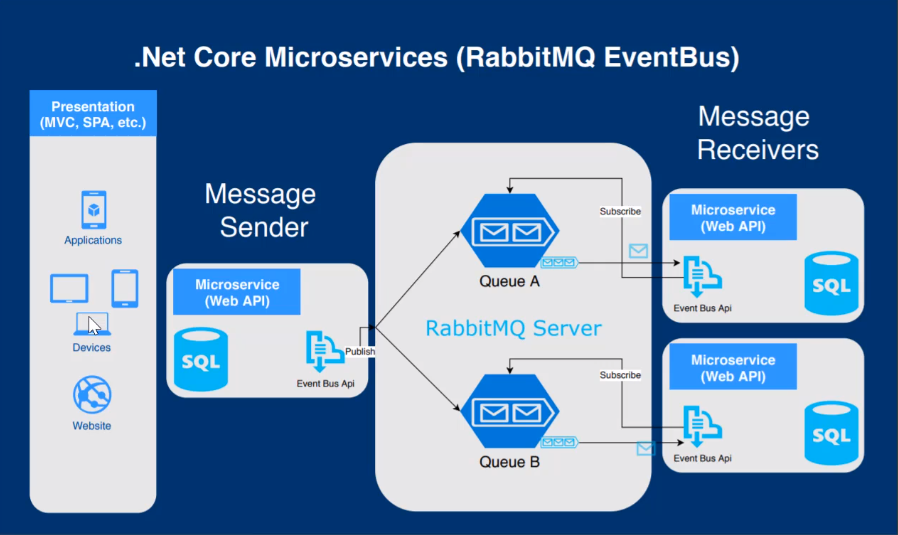 .Net Core Microservices (RabbitMQ EventBus)
Presentation
(MVC, SPA, etc.)
Applications
Devices
Website
Message
Sender
Microservice
(Web API)
SQL
Event Bus Api
Publish
Queue A
RabbitMQ Server
Queue B
Subscribe
Subscribe
Message
Receivers
Microservice
(Web API)
Event Bus Api
SQL
Microservice
(Web API)
Event Bus Api
SQL